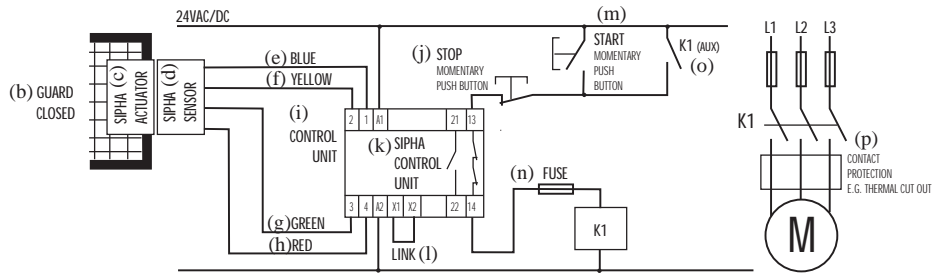 24VAC/DC
(m)
(b) GUARD
CLOSED
SIPHA (c)
ACTUATOR
SIPHA (d)
SENSOR
(e) BLUE
(f) YELLOW
(g) GREEN
(h) RED
(i)
CONTROL
UNIT
2 1 A1 21 13
(k) SIPHA
CONTROL
UNIT
3 4 A2 X1 X2 22 14
LINK (l)
(j) STOP
MOMENTARY
PUSH BUTTON
START
MOMENTARY
PUSH
BUTTON
K1 (AUX)
(o)
(n) FUSE
K1
L1 L2 L3
K1
(p)
CONTACT
PROTECTION
E.G. THERMAL CUT OUT
M